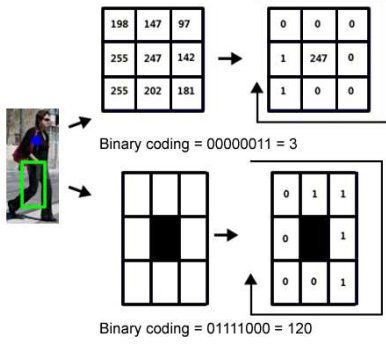 198 147 97 0 0 0
255 247 142 1 247 0
255 202 181 1 0 0
Binary coding = 00000011 = 3
0 1 1
0 1
0 0 1
Binary coding = 01111000 = 120